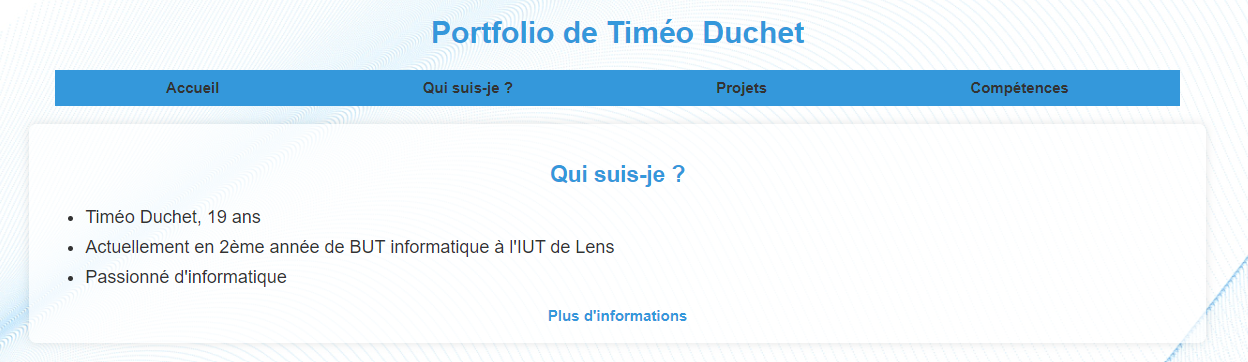 Portfolio de Timéo Duchet
Accueil Qui suis-je ? Projets Compétences
Qui suis-je ?
• Timéo Duchet, 19 ans
• Actuellement en 2ème année de BUT informatique à l'IUT de Lens
• Passionné d'informatique
Plus d'informations